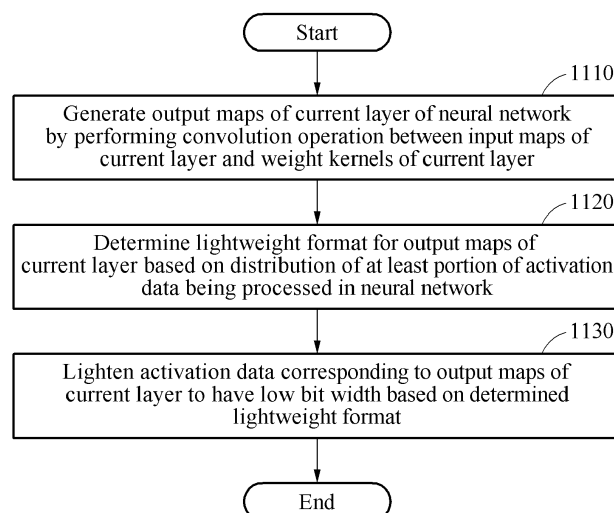 Start
1110
Generate output maps of current layer of neural network
by performing convolution operation between input maps of
current layer and weight kernels of current layer
1120
Determine lightweight format for output maps of
current layer based on distribution of at least portion of activation
data being processed in neural network
1130
Lighten activation data corresponding to output maps of
current layer to have low bit width based on determined
lightweight format
End